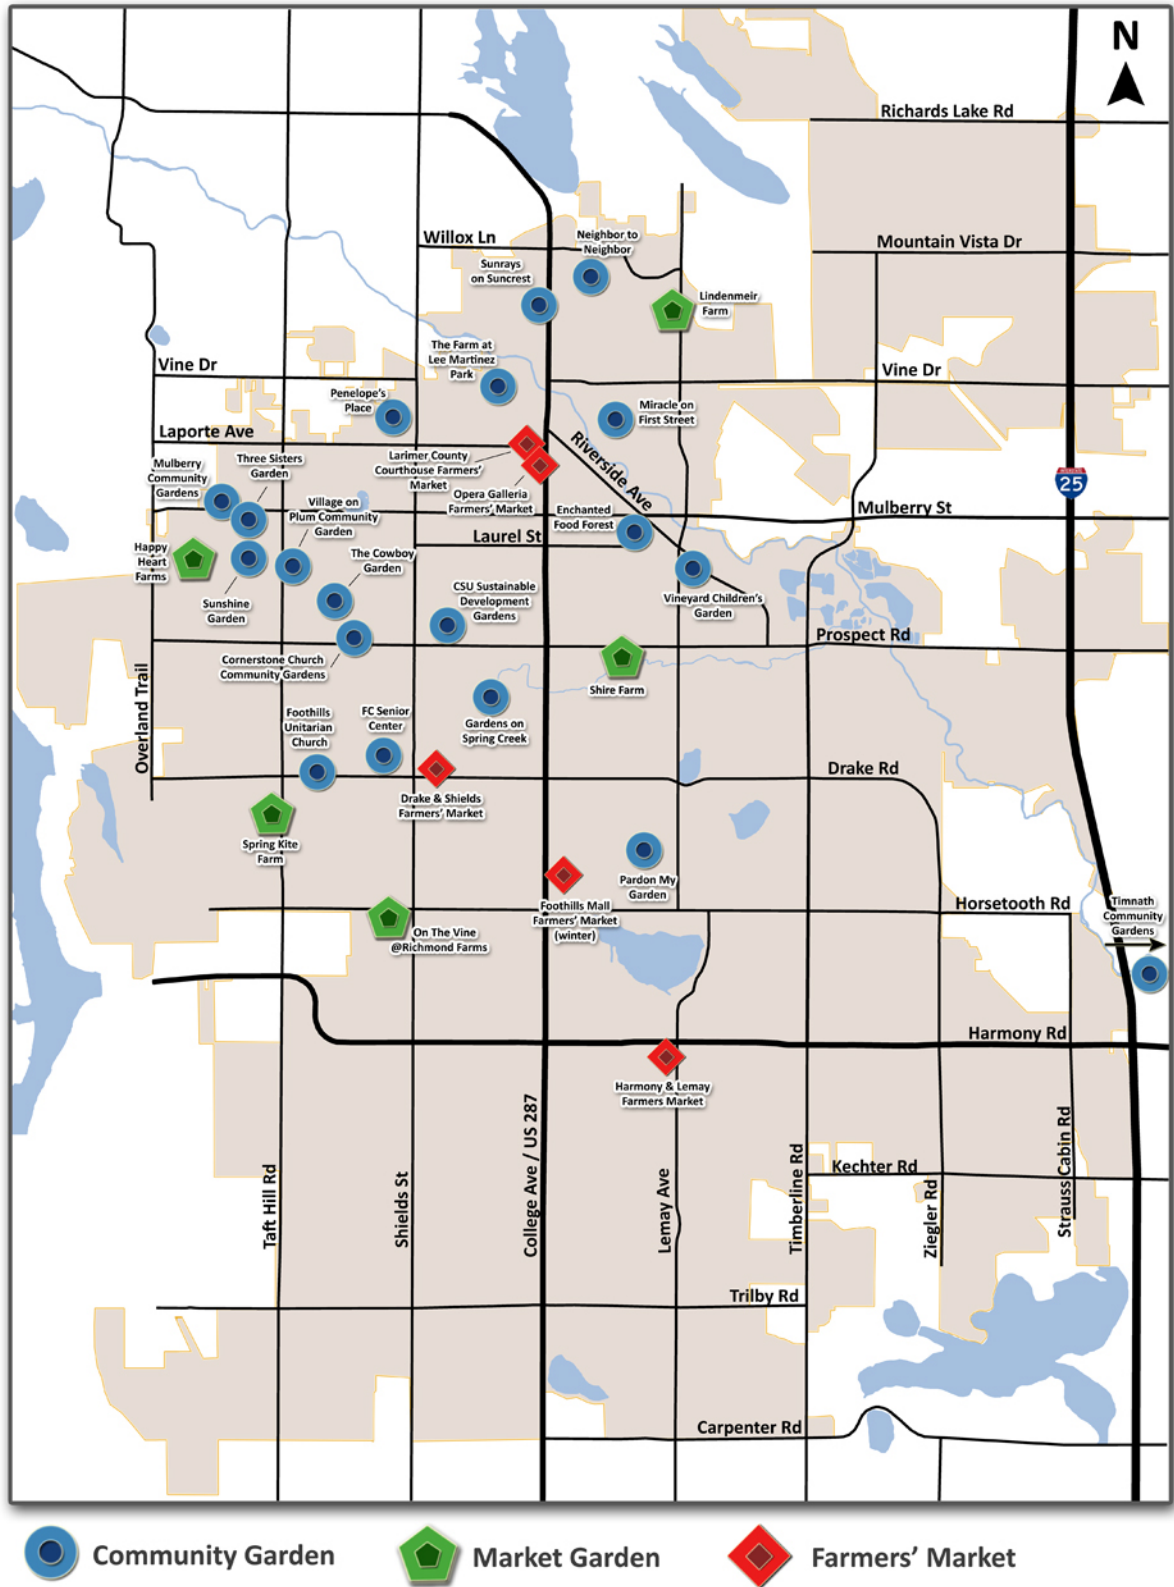 N
Richards Lake Rd
Willox Ln
Neighbor to
Neighbor
Mountain Vista Dr
Sunrays
on Suncrest
Lindenmeir
Farm
The Farm at
Lee Martinez
Park
Vine Dr
Vine Dr
Penelope's
Place
Miracle on
First Street
Laporte Ave
Riverside Ave
Larimer County
Courthouse Farmers'
Market
Mulberry
Community
Gardens
Three Sisters
Garden
INTERSTATE
25
Opera Galleria
Farmers' Market
Village on
Plum Community
Garden
Enchanted
Food Forest
Mulberry St
Laurel St
Happy
Heart
Farms
The Cowboy
Garden
CSU Sustainable
Development
Gardens
Sunshine
Garden
Vineyard Children's
Garden
Prospect Rd
Cornerstone Church
Community Gardens
Shire Farm
Overland Trail
Foothills
Unitarian
Church
FC Senior
Center
Gardens on
Spring Creek
Drake Rd
Drake & Shields
Farmers' Market
Spring Kite
Farm
Pardon My
Garden
Foothills Mall
Farmers' Market
(winter)
Horsetooth Rd
Timnath
Community
Gardens
On The Vine
@Richmond Farms
Harmony Rd
Harmony & Lemay
Farmers Market
Taft Hill Rd
Shields St
College Ave / US 287
Lemay Ave
Timberline Rd
Kechter Rd
Ziegler Rd
Strauss Cabin Rd
Trilby Rd
Carpenter Rd
Community Garden
Market Garden
Farmers' Market